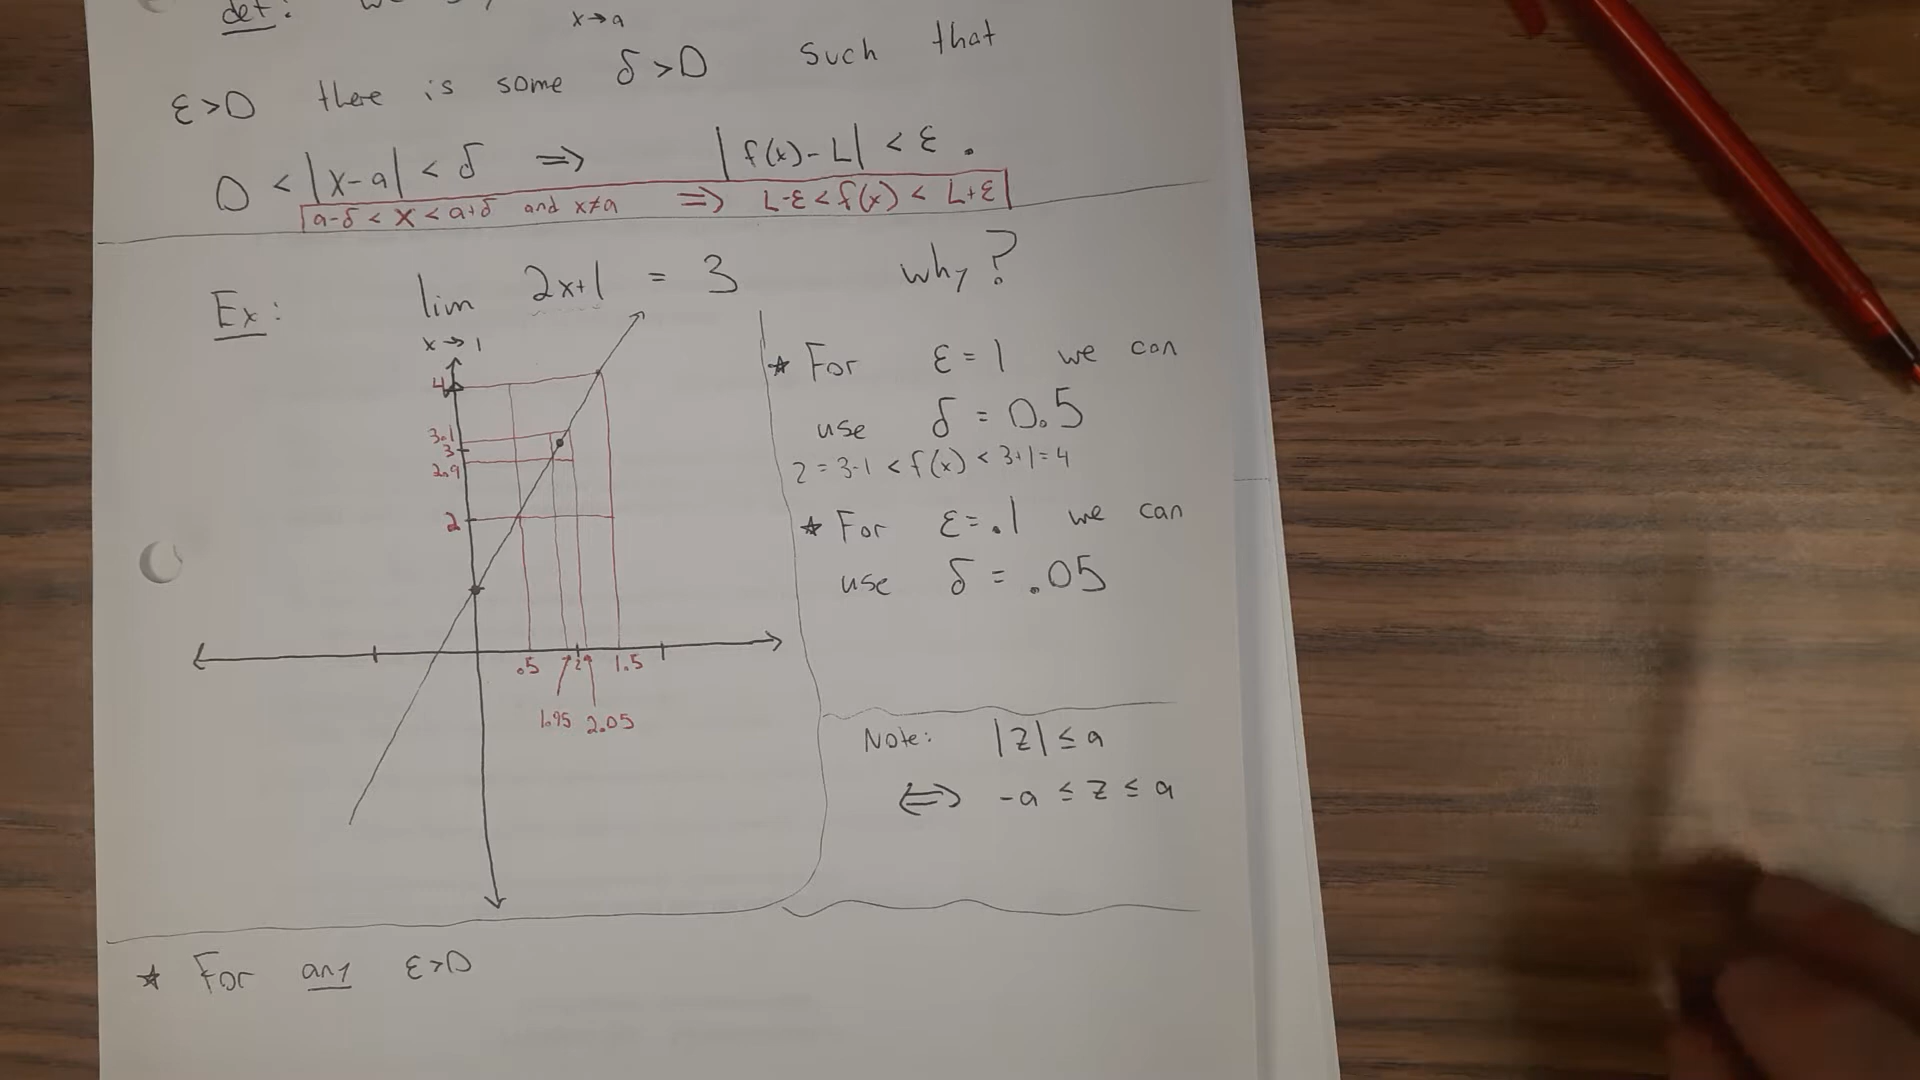 def:
x→a
ε>0 there is some δ>0 such that
0 < |x-a| < δ ⇒ |f(x)-L| < ε.
a-δ < x < a+δ and x≠a ⇒ L-ε < f(x) < L+ε
Ex: lim 2x+1 = 3 why?
x→1
4
3.1
3
2.9
2
.5 1.5
1.95 2.05
* For ε = 1 we can
use δ = 0.5
2 = 3-1 < f(x) < 3+1 = 4
* For ε = .1 we can
use δ = .05
Note: |z| ≤ a
⇔ -a ≤ z ≤ a
* For any ε>0